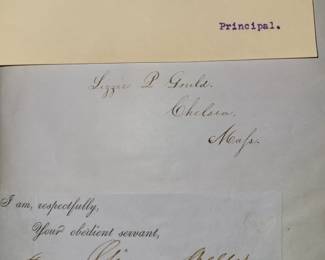 Principal.
Lizzie P. Gould.
Chelsea,
Mass.
I am, respectfully,
Your obedient servant,